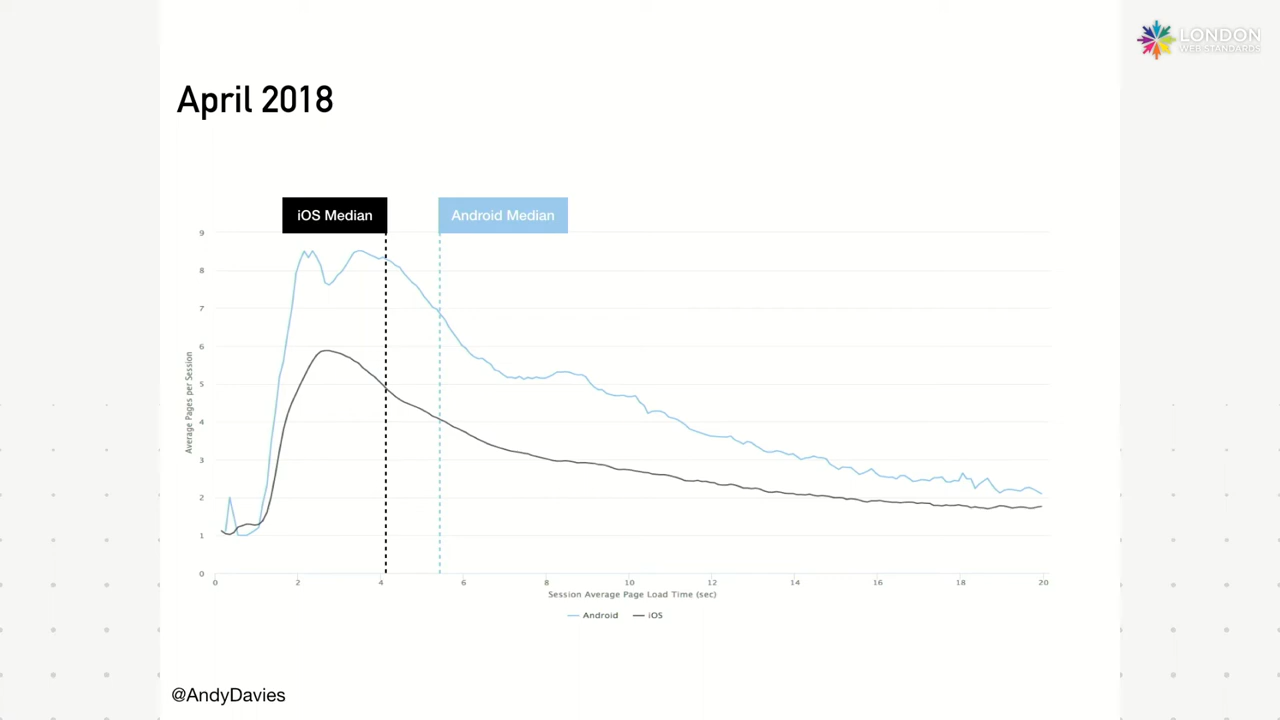 LONDON
WEB STANDARDS
April 2018
iOS Median
Android Median
9
8
7
6
5
4
3
2
1
0
Average Pages per Session
0 2 4 6 8 10 12 14 16 18 20
Session Average Page Load Time (sec)
Android iOS
@AndyDavies